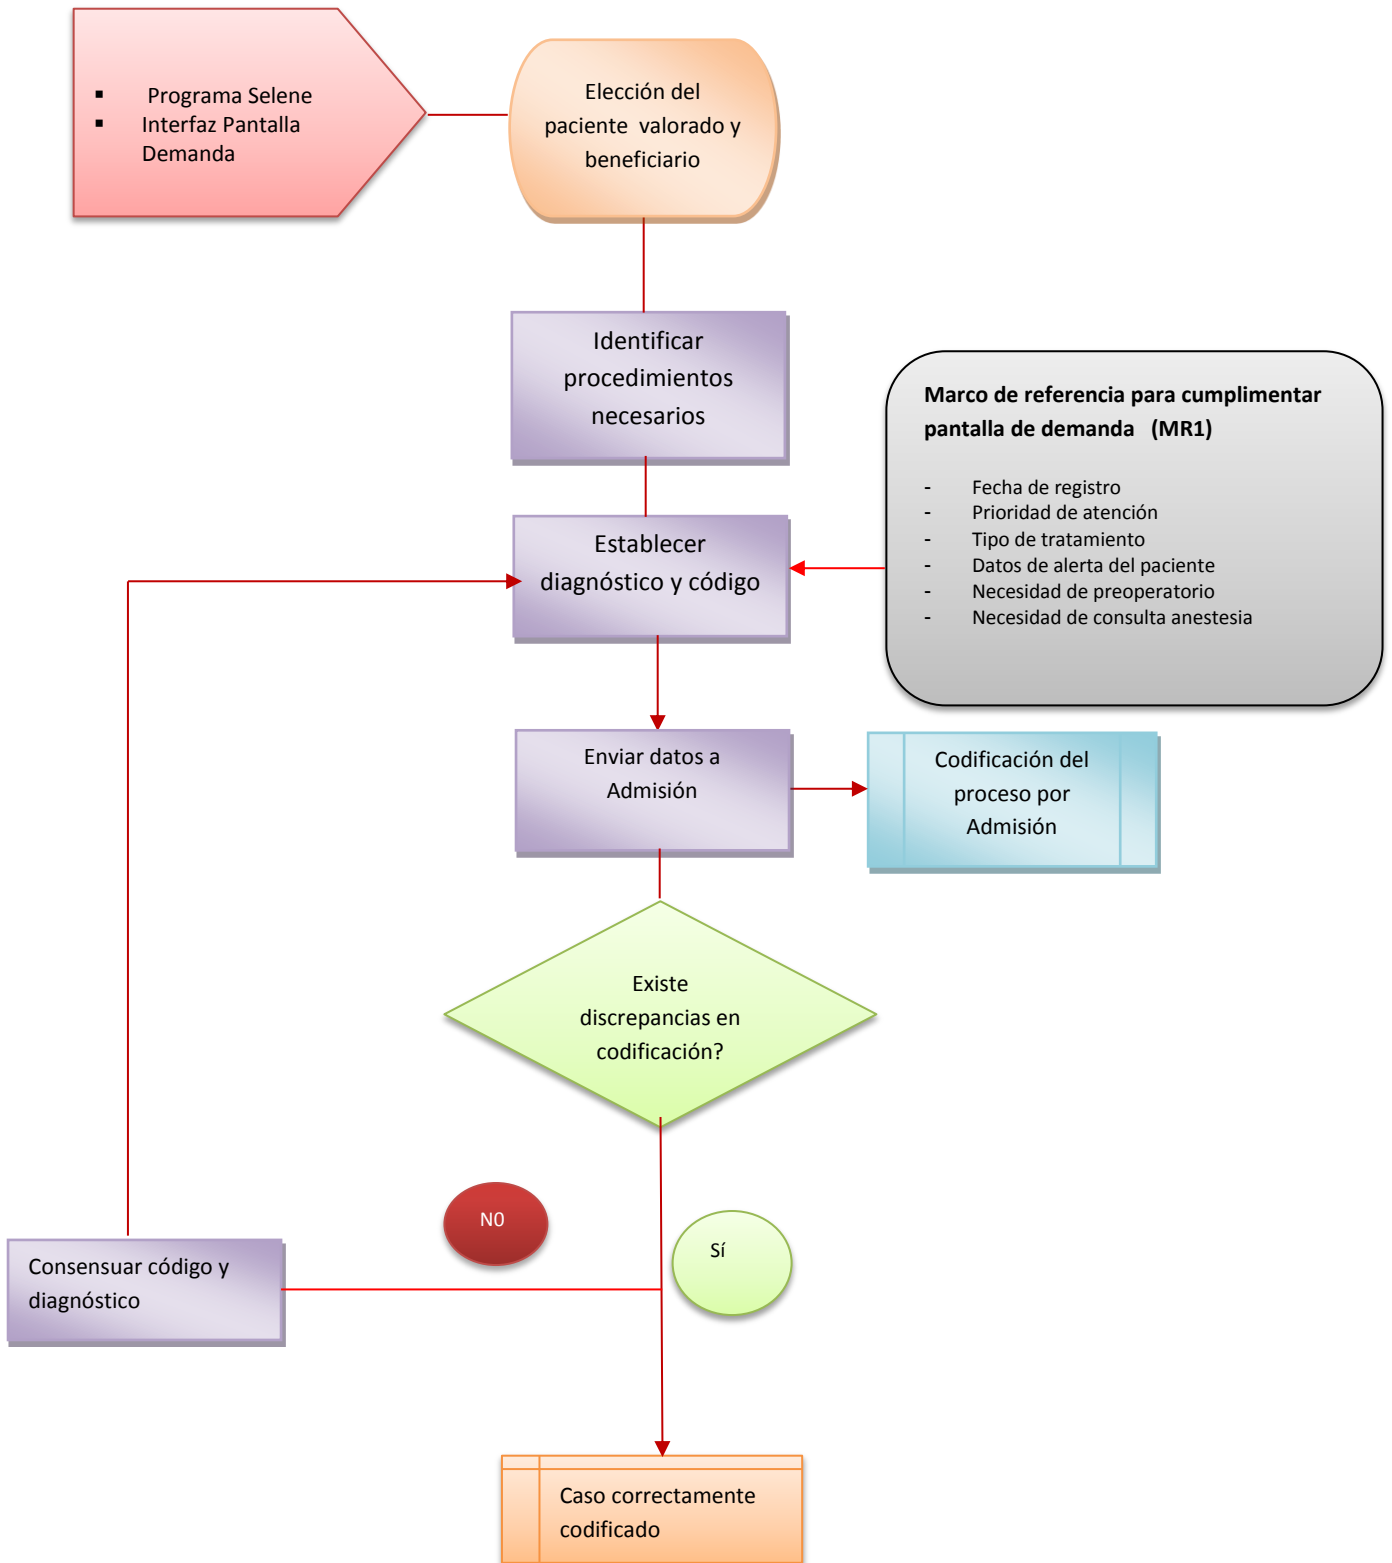 ▪ Programa Selene
▪ Interfaz Pantalla
Demanda
Elección del
paciente valorado y
beneficiario
Identificar
procedimientos
necesarios
Marco de referencia para cumplimentar
pantalla de demanda (MR1)
- Fecha de registro
- Prioridad de atención
- Tipo de tratamiento
- Datos de alerta del paciente
- Necesidad de preoperatorio
- Necesidad de consulta anestesia
Establecer
diagnóstico y código
Enviar datos a
Admisión
Codificación del
proceso por
Admisión
Existe
discrepancias en
codificación?
N0
Sí
Consensuar código y
diagnóstico
Caso correctamente
codificado